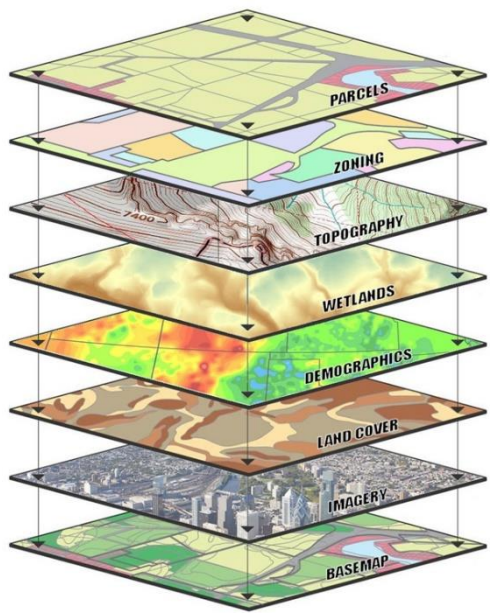 PARCELS
ZONING
7400
TOPOGRAPHY
WETLANDS
DEMOGRAPHICS
LAND COVER
IMAGERY
BASEMAP